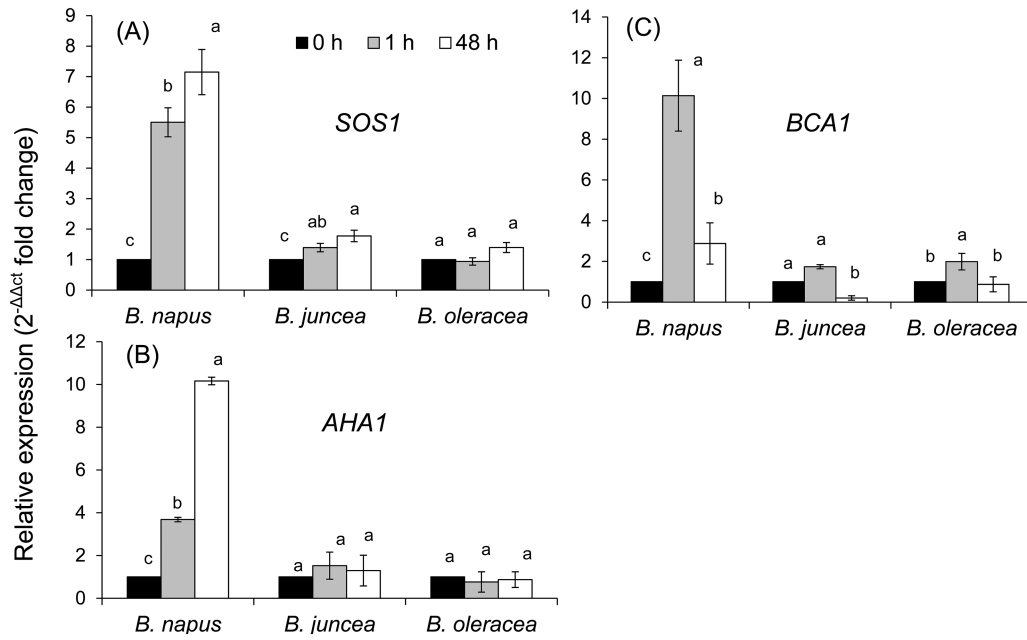 Relative expression (2-ΔΔct fold change)
(A)
0 h 1 h 48 h
SOS1
9
8
7
6
5
4
3
2
1
0
c b a
c ab a
a a a
B. napus B. juncea B. oleracea
(B)
AHA1
12
10
8
6
4
2
0
c b a
a a a
a a a
B. napus B. juncea B. oleracea
(C)
BCA1
14
12
10
8
6
4
2
0
c a b
a a b
b a b
B. napus B. juncea B. oleracea